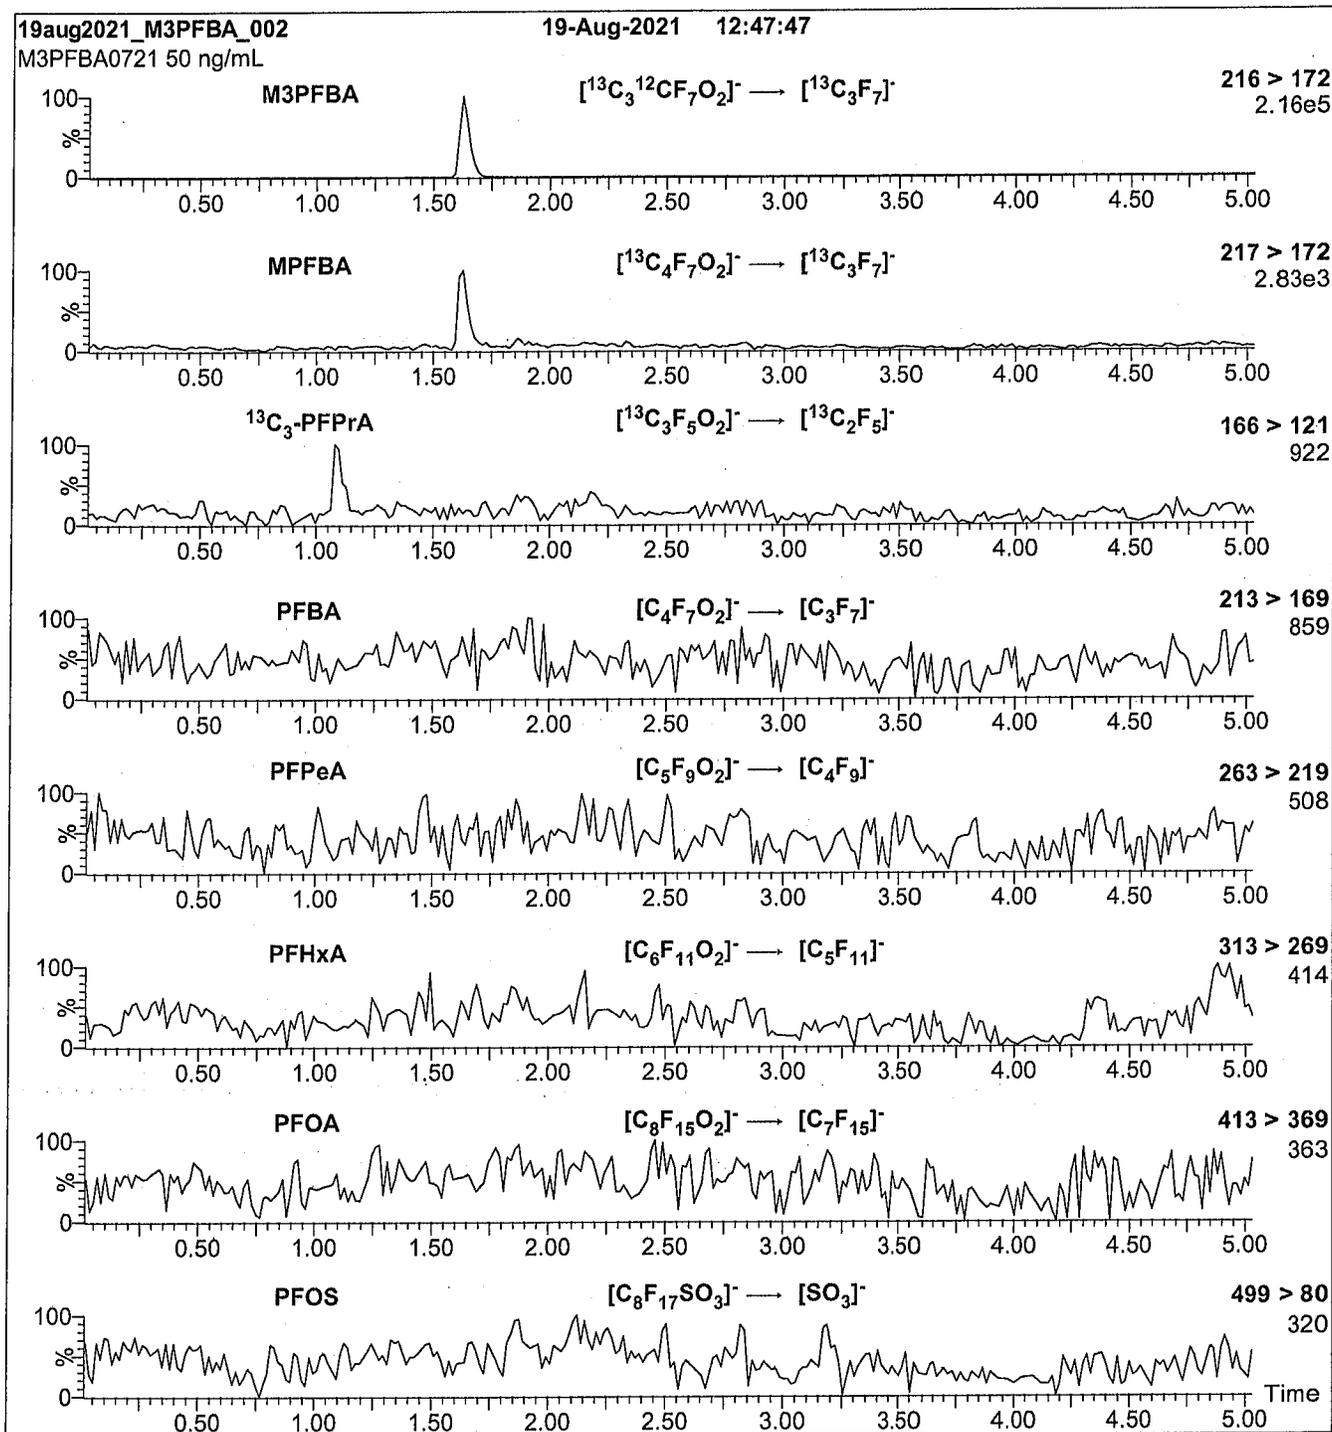 19aug2021_M3PFBA_002 19-Aug-2021 12:47:47
M3PFBA0721 50 ng/mL
M3PFBA [¹³C₃¹²CF₇O₂]⁻ ⟶ [¹³C₃F₇]⁻ 216 > 172
2.16e5
100
%
0
0.50 1.00 1.50 2.00 2.50 3.00 3.50 4.00 4.50 5.00
MPFBA [¹³C₄F₇O₂]⁻ ⟶ [¹³C₃F₇]⁻ 217 > 172
2.83e3
100
%
0
0.50 1.00 1.50 2.00 2.50 3.00 3.50 4.00 4.50 5.00
¹³C₃-PFPrA [¹³C₃F₅O₂]⁻ ⟶ [¹³C₂F₅]⁻ 166 > 121
922
100
%
0
0.50 1.00 1.50 2.00 2.50 3.00 3.50 4.00 4.50 5.00
PFBA [C₄F₇O₂]⁻ ⟶ [C₃F₇]⁻ 213 > 169
859
100
%
0
0.50 1.00 1.50 2.00 2.50 3.00 3.50 4.00 4.50 5.00
PFPeA [C₅F₉O₂]⁻ ⟶ [C₄F₉]⁻ 263 > 219
508
100
%
0
0.50 1.00 1.50 2.00 2.50 3.00 3.50 4.00 4.50 5.00
PFHxA [C₆F₁₁O₂]⁻ ⟶ [C₅F₁₁]⁻ 313 > 269
414
100
%
0
0.50 1.00 1.50 2.00 2.50 3.00 3.50 4.00 4.50 5.00
PFOA [C₈F₁₅O₂]⁻ ⟶ [C₇F₁₅]⁻ 413 > 369
363
100
%
0
0.50 1.00 1.50 2.00 2.50 3.00 3.50 4.00 4.50 5.00
PFOS [C₈F₁₇SO₃]⁻ ⟶ [SO₃]⁻ 499 > 80
320
100
%
0
Time
0.50 1.00 1.50 2.00 2.50 3.00 3.50 4.00 4.50 5.00